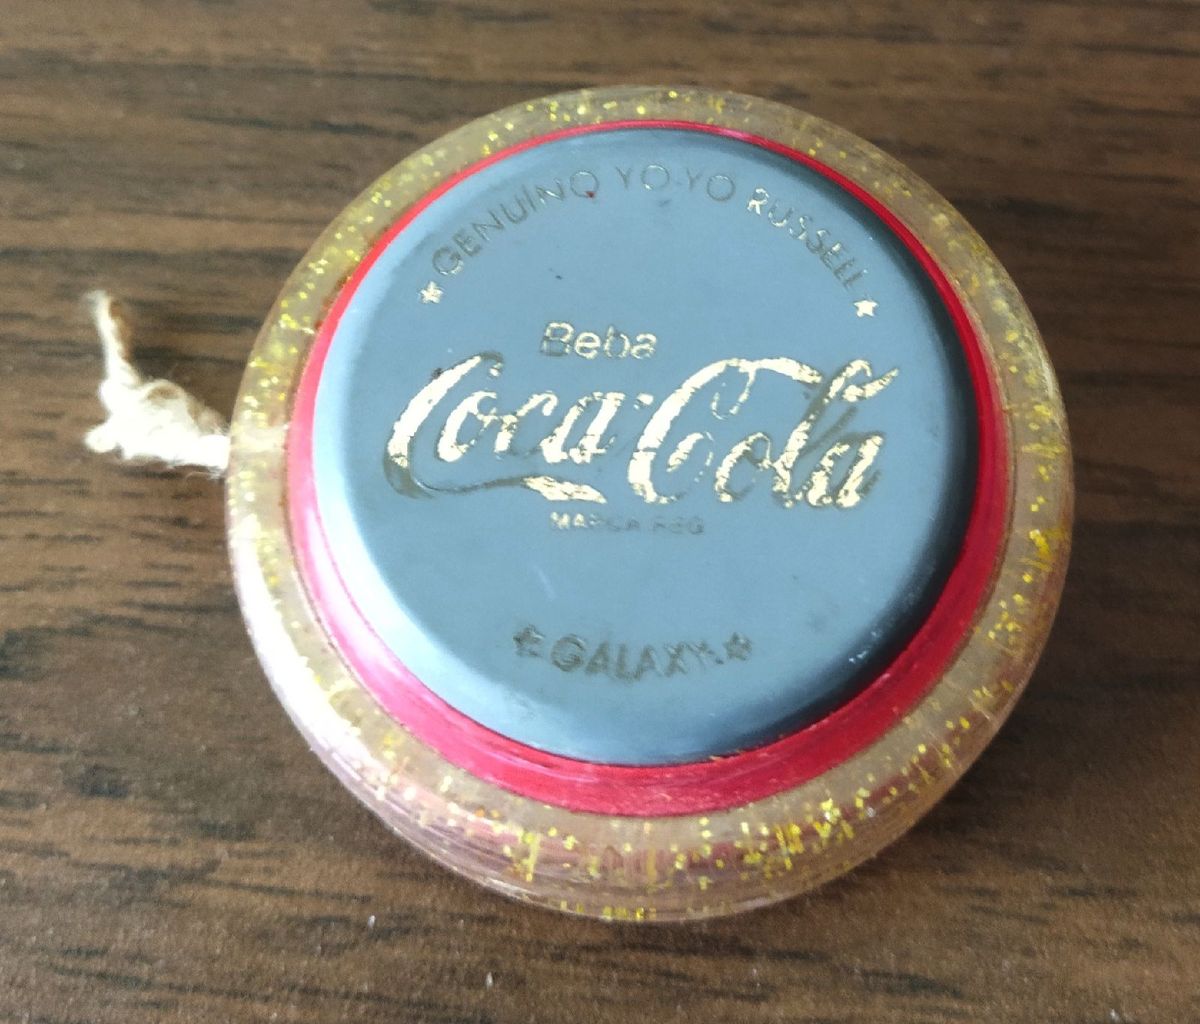 ★ GENUINO YO-YO RUSSELL ★
Beba
Coca-Cola
MARCA REG
★ GALAXY ★